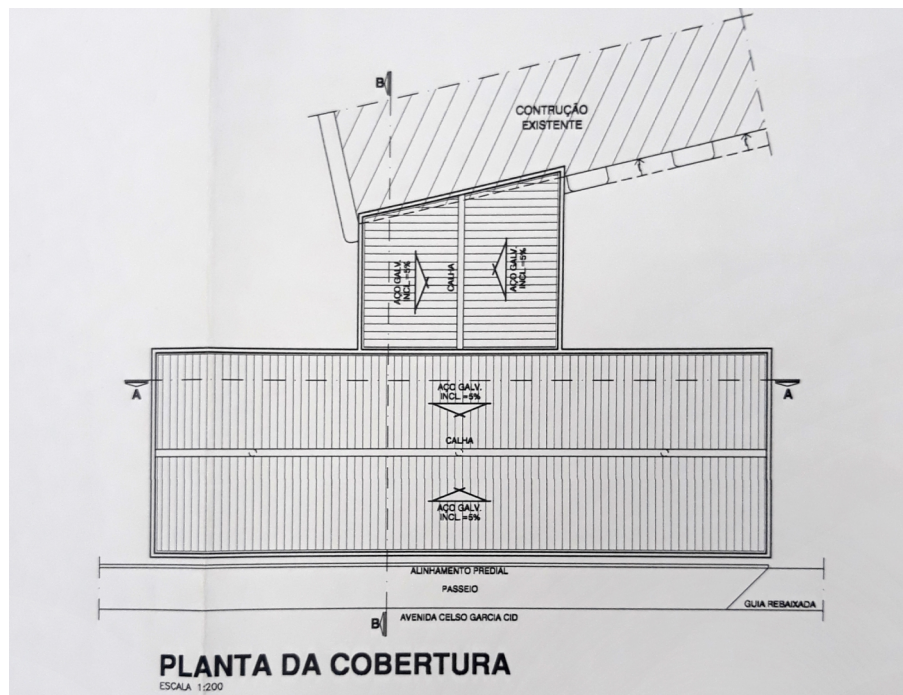 B
CONTRUÇÃO
EXISTENTE
AÇO GALV.
INCL.=5%
CALHA
AÇO GALV.
INCL.=5%
A
AÇO GALV.
INCL.=5%
A
CALHA
AÇO GALV.
INCL.=5%
ALINHAMENTO PREDIAL
PASSEIO
GUIA REBAIXADA
B
AVENIDA CELSO GARCIA CID
PLANTA DA COBERTURA
ESCALA 1:200